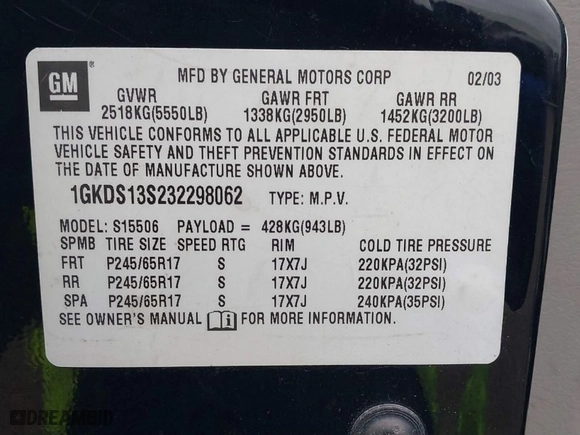 GM ®
MFD BY GENERAL MOTORS CORP 02/03
GVWR GAWR FRT GAWR RR
2518KG(5550LB) 1338KG(2950LB) 1452KG(3200LB)
THIS VEHICLE CONFORMS TO ALL APPLICABLE U.S. FEDERAL MOTOR
VEHICLE SAFETY AND THEFT PREVENTION STANDARDS IN EFFECT ON
THE DATE OF MANUFACTURE SHOWN ABOVE.
1GKDS13S232298062 TYPE: M.P.V.
MODEL: S15506 PAYLOAD = 428KG(943LB)
SPMB TIRE SIZE SPEED RTG RIM COLD TIRE PRESSURE
FRT P245/65R17 S 17X7J 220KPA(32PSI)
RR P245/65R17 S 17X7J 220KPA(32PSI)
SPA P245/65R17 S 17X7J 240KPA(35PSI)
SEE OWNER'S MANUAL i FOR MORE INFORMATION.
DREAMBID